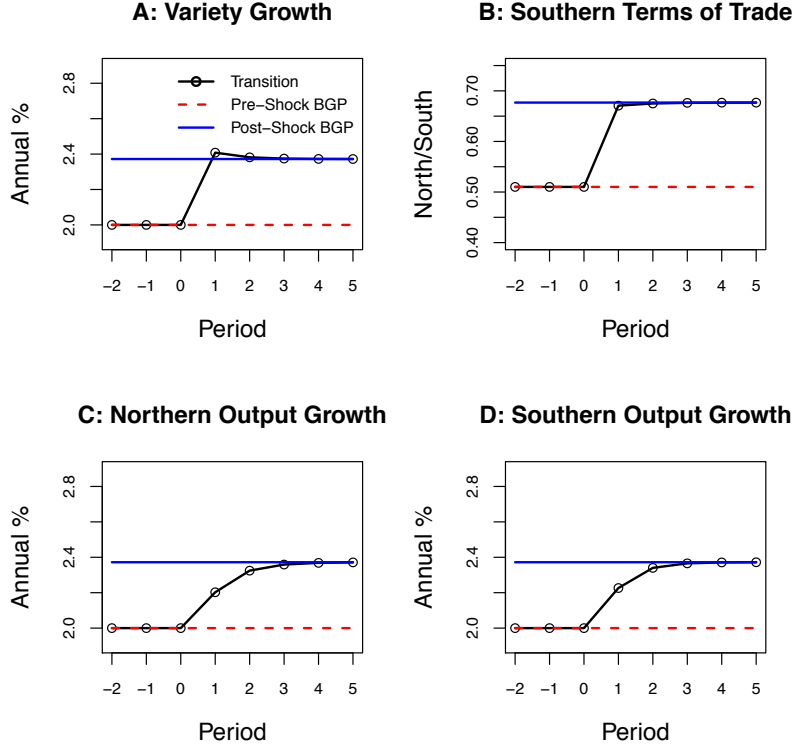 A: Variety Growth
Annual %
2.8
2.4
2.0
Transition
Pre−Shock BGP
Post−Shock BGP
−2 −1 0 1 2 3 4 5
Period
B: Southern Terms of Trade
North/South
0.70
0.60
0.50
0.40
−2 −1 0 1 2 3 4 5
Period
C: Northern Output Growth
Annual %
2.8
2.4
2.0
−2 −1 0 1 2 3 4 5
Period
D: Southern Output Growth
Annual %
2.8
2.4
2.0
−2 −1 0 1 2 3 4 5
Period